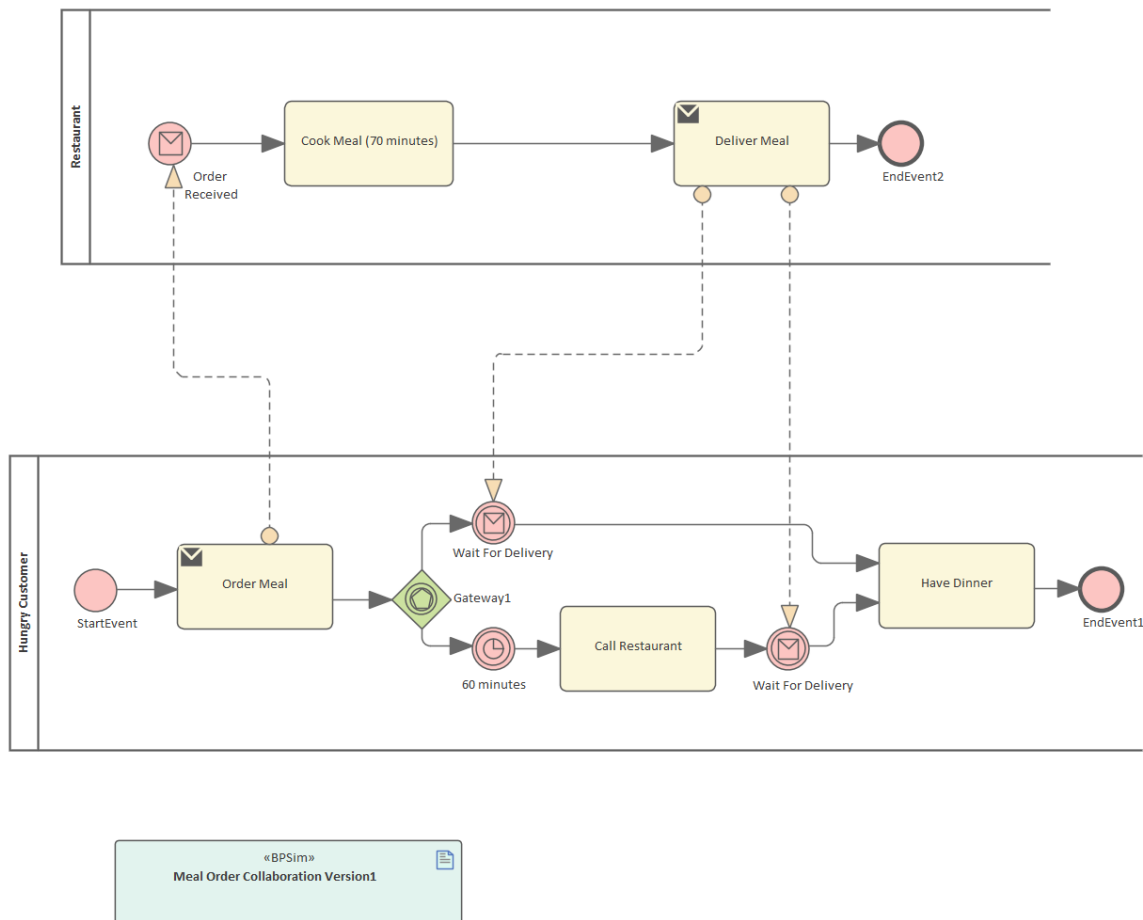 Restaurant
Cook Meal (70 minutes)
Deliver Meal
Order
Received
EndEvent2
Hungry Customer
Wait For Delivery
Order Meal
Have Dinner
Gateway1
StartEvent
EndEvent1
Call Restaurant
60 minutes
Wait For Delivery
«BPSim»
Meal Order Collaboration Version1